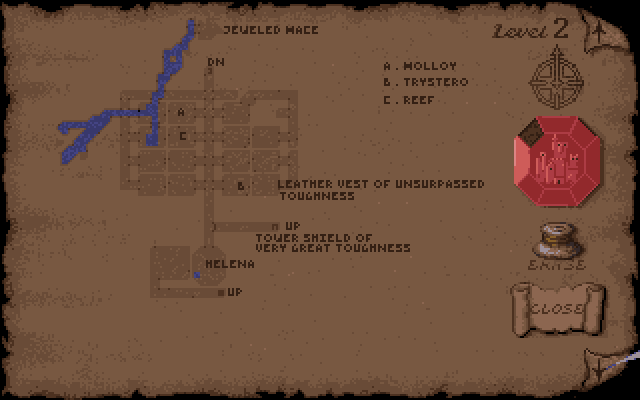 JEWELED MACE
Level 2
DN
A. MOLLOY
B. TRYSTERO
C. REEF
A
C
B
LEATHER VEST OF UNSURPASSED
TOUGHNESS
UP
TOWER SHIELD OF
VERY GREAT TOUGHNESS
HELENA
UP
ERASE
CLOSE